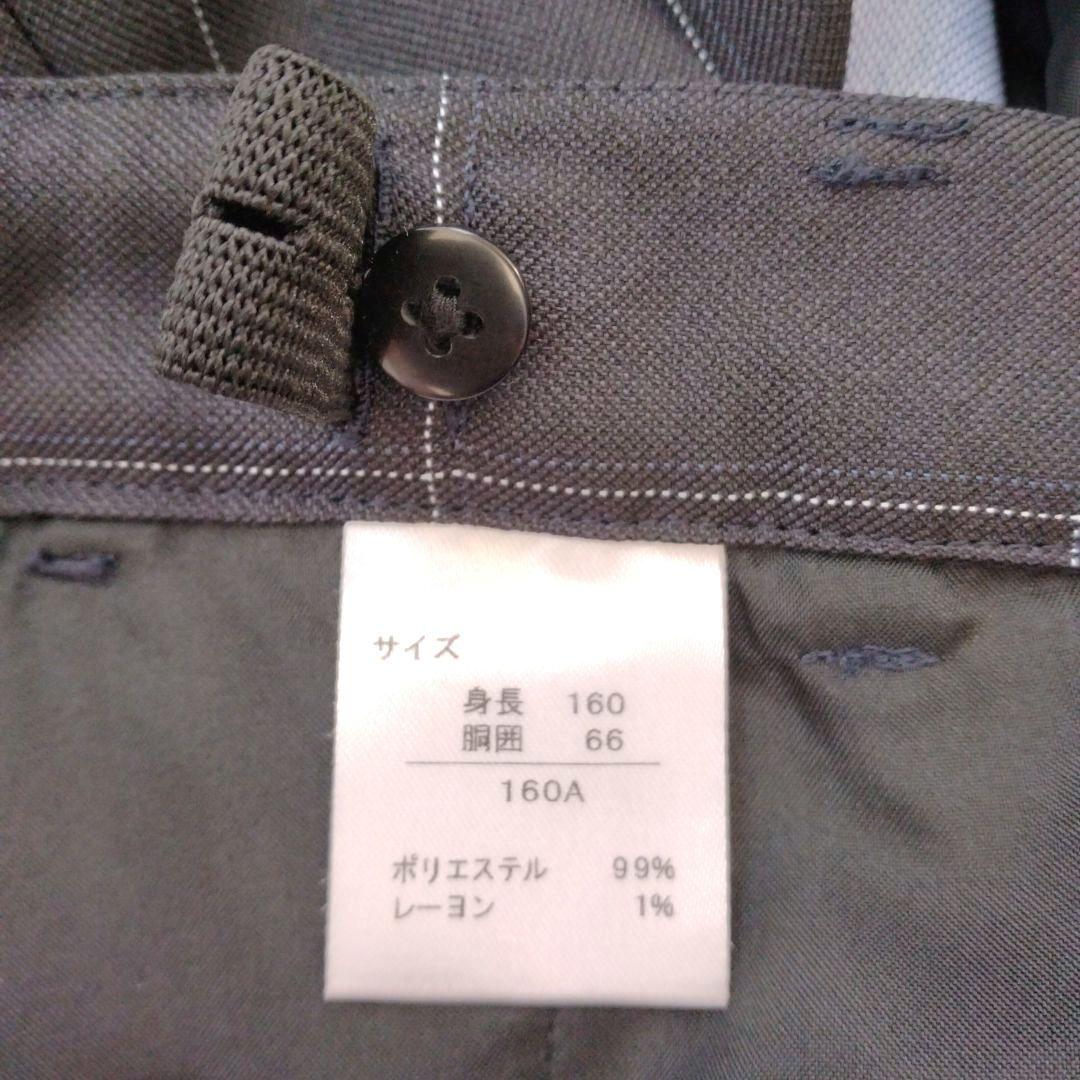 サイズ
身長 160
胴囲 66
160A
ポリエステル 99%
レーヨン 1%